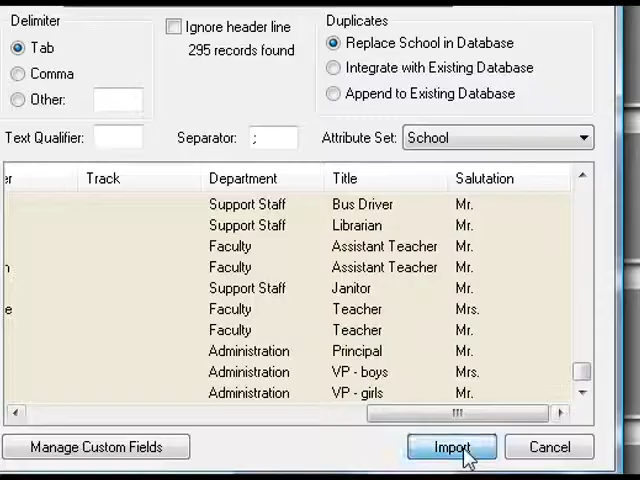 Delimiter
Tab
Comma
Other:
Ignore header line
295 records found
Duplicates
Replace School in Database
Integrate with Existing Database
Append to Existing Database
Text Qualifier:
Separator: ;
Attribute Set: School
er Track Department Title Salutation
Support Staff Bus Driver Mr.
Support Staff Librarian Mr.
Faculty Assistant Teacher Mr.
n Faculty Assistant Teacher Mr.
Support Staff Janitor Mr.
e Faculty Teacher Mrs.
Faculty Teacher Mr.
Administration Principal Mr.
Administration VP - boys Mrs.
Administration VP - girls Mr.
Manage Custom Fields Import Cancel